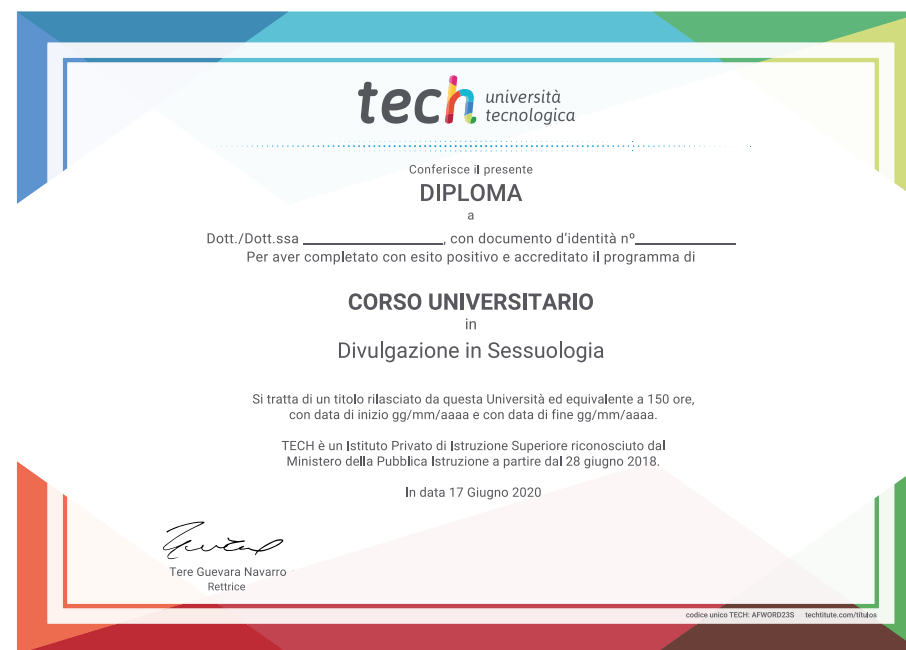 tech università
tecnologica
Conferisce il presente
DIPLOMA
a
Dott./Dott.ssa ____________________, con documento d'identità nº______________
Per aver completato con esito positivo e accreditato il programma di
CORSO UNIVERSITARIO
in
Divulgazione in Sessuologia
Si tratta di un titolo rilasciato da questa Università ed equivalente a 150 ore,
con data di inizio gg/mm/aaaa e con data di fine gg/mm/aaaa.
TECH è un Istituto Privato di Istruzione Superiore riconosciuto dal
Ministero della Pubblica Istruzione a partire dal 28 giugno 2018.
In data 17 Giugno 2020
Tere Guevara Navarro
Rettrice
codice unico TECH: AFWORD23S techtitute.com/títulos